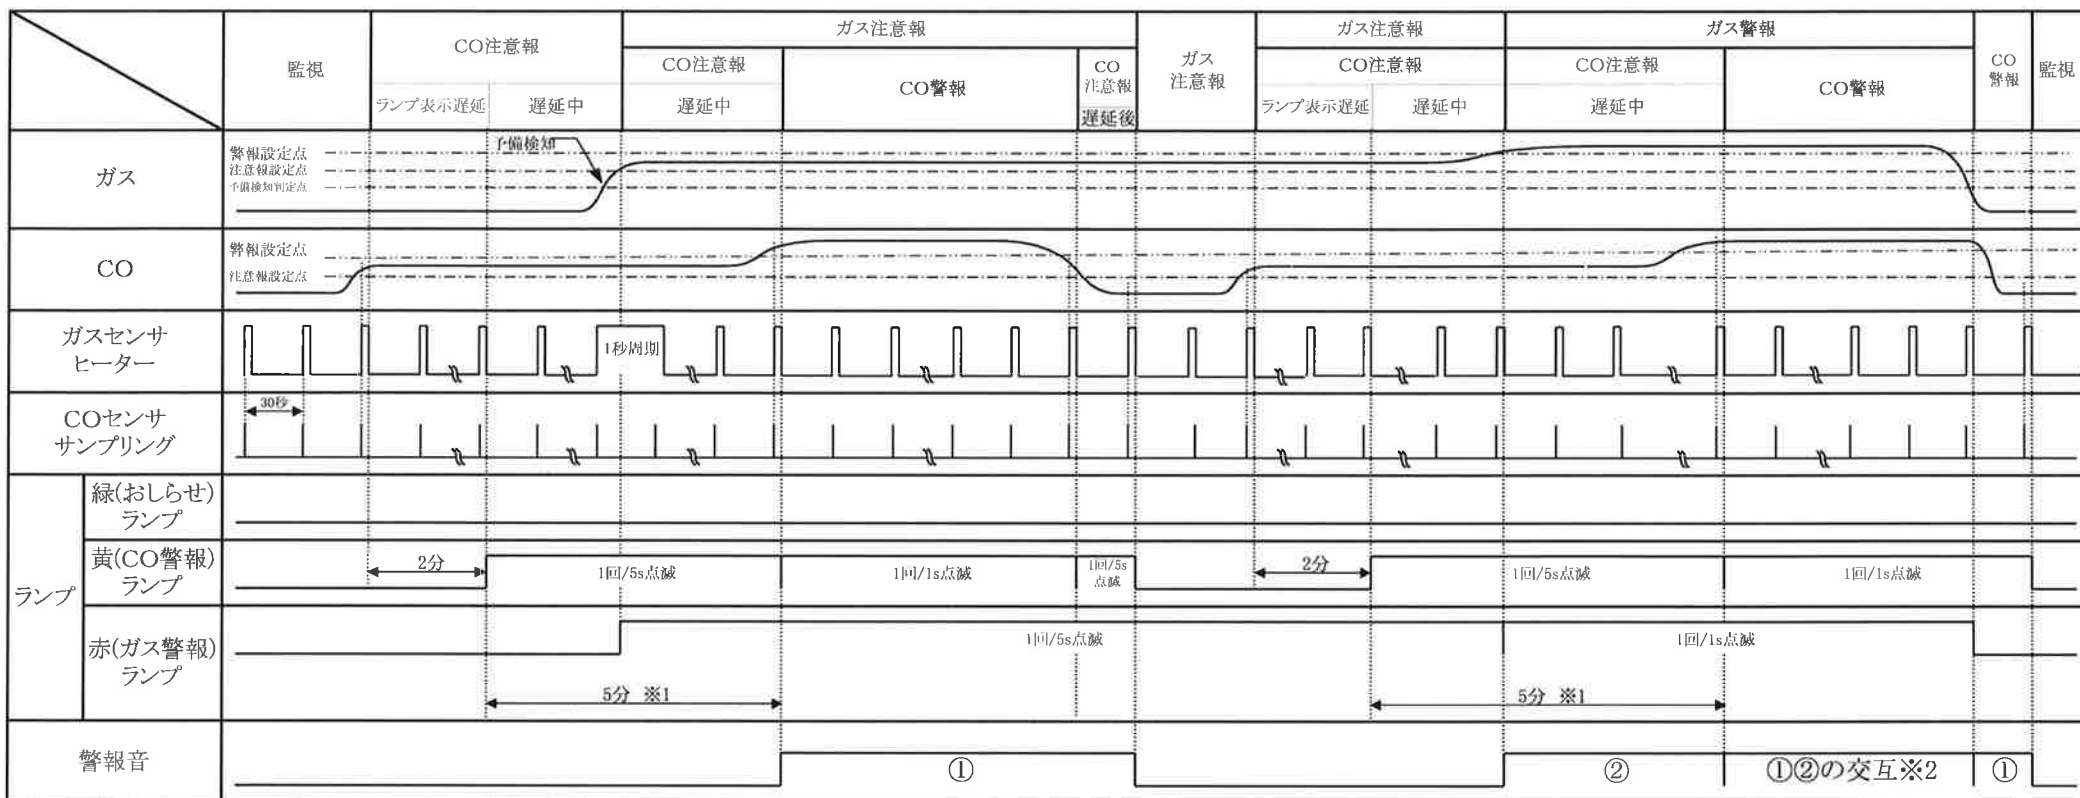 ガス注意報
ガス注意報
ガス警報
監視
CO注意報
CO注意報
CO警報
CO
注意報
ガス
注意報
CO注意報
CO注意報
CO警報
CO
警報
監視
ランプ表示遅延
遅延中
遅延中
遅延後
ランプ表示遅延
遅延中
遅延中
ガス
警報設定点
注意報設定点
予備検知判定点
予備検知
CO
警報設定点
注意報設定点
ガスセンサ
ヒーター
1秒周期
COセンサ
サンプリング
30秒
ランプ
緑(おしらせ)
ランプ
黄(CO警報)
ランプ
2分
1回/5s点滅
1回/1s点滅
1回/5s
点滅
2分
1回/5s点滅
1回/1s点滅
赤(ガス警報)
ランプ
1回/5s点滅
1回/1s点滅
5分 ※1
5分 ※1
警報音
①
②
①②の交互※2
①